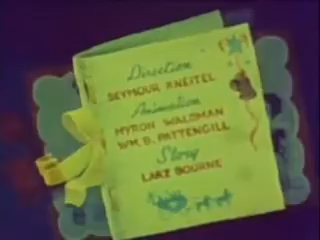 Direction
SEYMOUR KNEITEL
Animation
MYRON WALDMAN
WM. B. PATTENGILL
Story
LARZ BOURNE